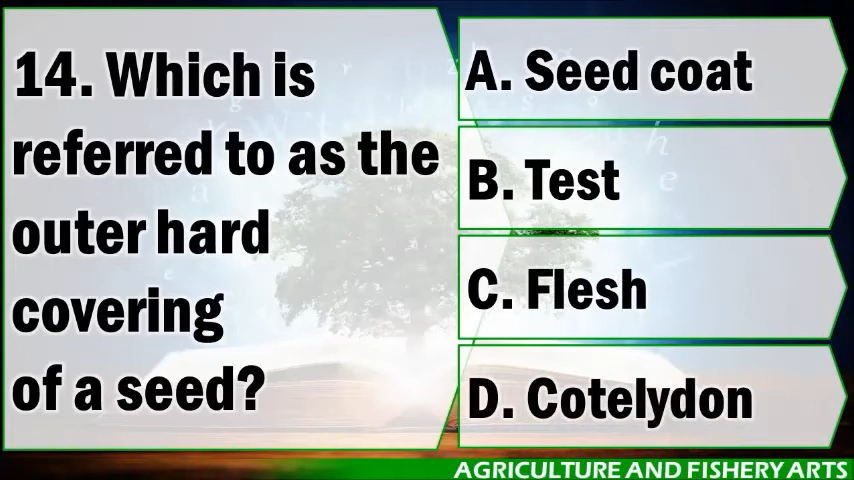 14. Which is
referred to as the
outer hard
covering
of a seed?
A. Seed coat
B. Test
C. Flesh
D. Cotelydon
AGRICULTURE AND FISHERY ARTS